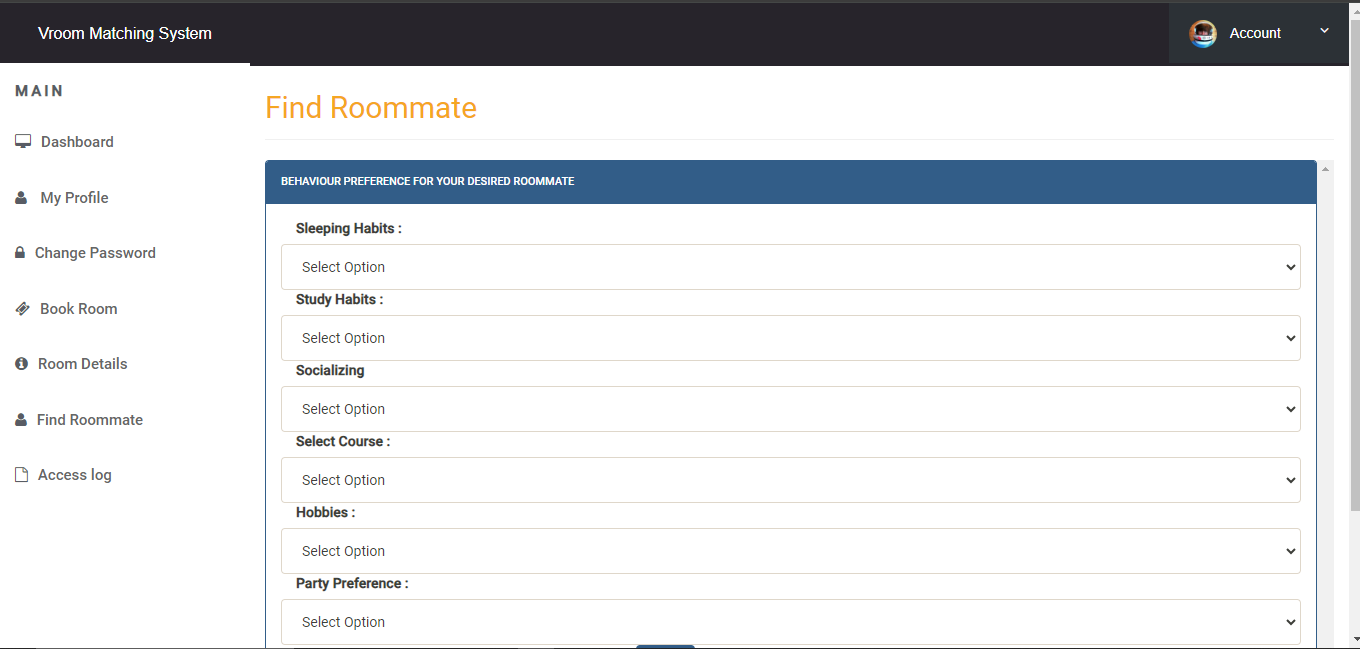 Vroom Matching System
Account
MAIN
Dashboard
My Profile
Change Password
Book Room
Room Details
Find Roommate
Access log
Find Roommate
BEHAVIOUR PREFERENCE FOR YOUR DESIRED ROOMMATE
Sleeping Habits :
Select Option
Study Habits :
Select Option
Socializing
Select Option
Select Course :
Select Option
Hobbies :
Select Option
Party Preference :
Select Option